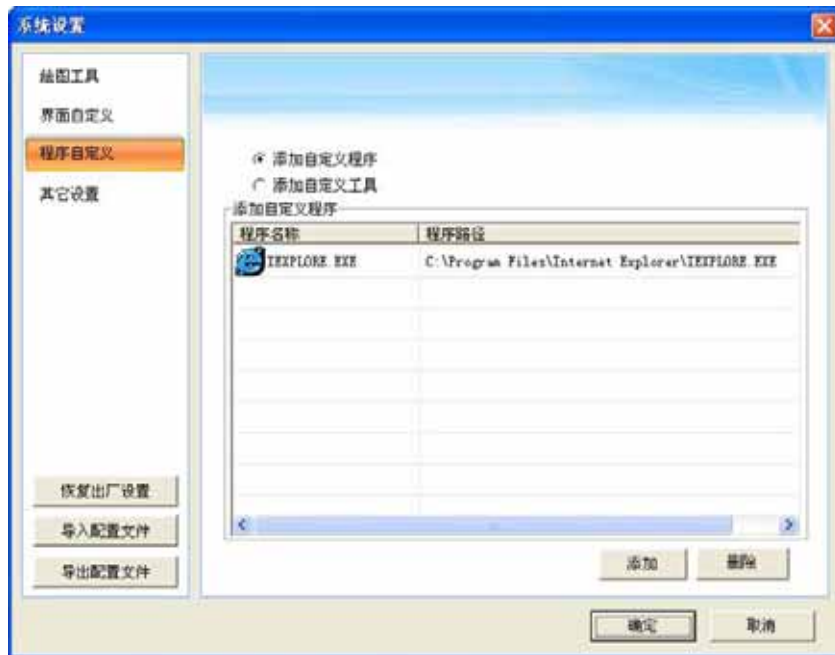 系统设置
绘图工具
界面自定义
程序自定义
其它设置
添加自定义程序
添加自定义工具
添加自定义程序
程序名称 程序路径
IEXPLORE.EXE C:\Program Files\Internet Explorer\IEXPLORE.EXE
恢复出厂设置
导入配置文件
导出配置文件
添加 删除
确定 取消